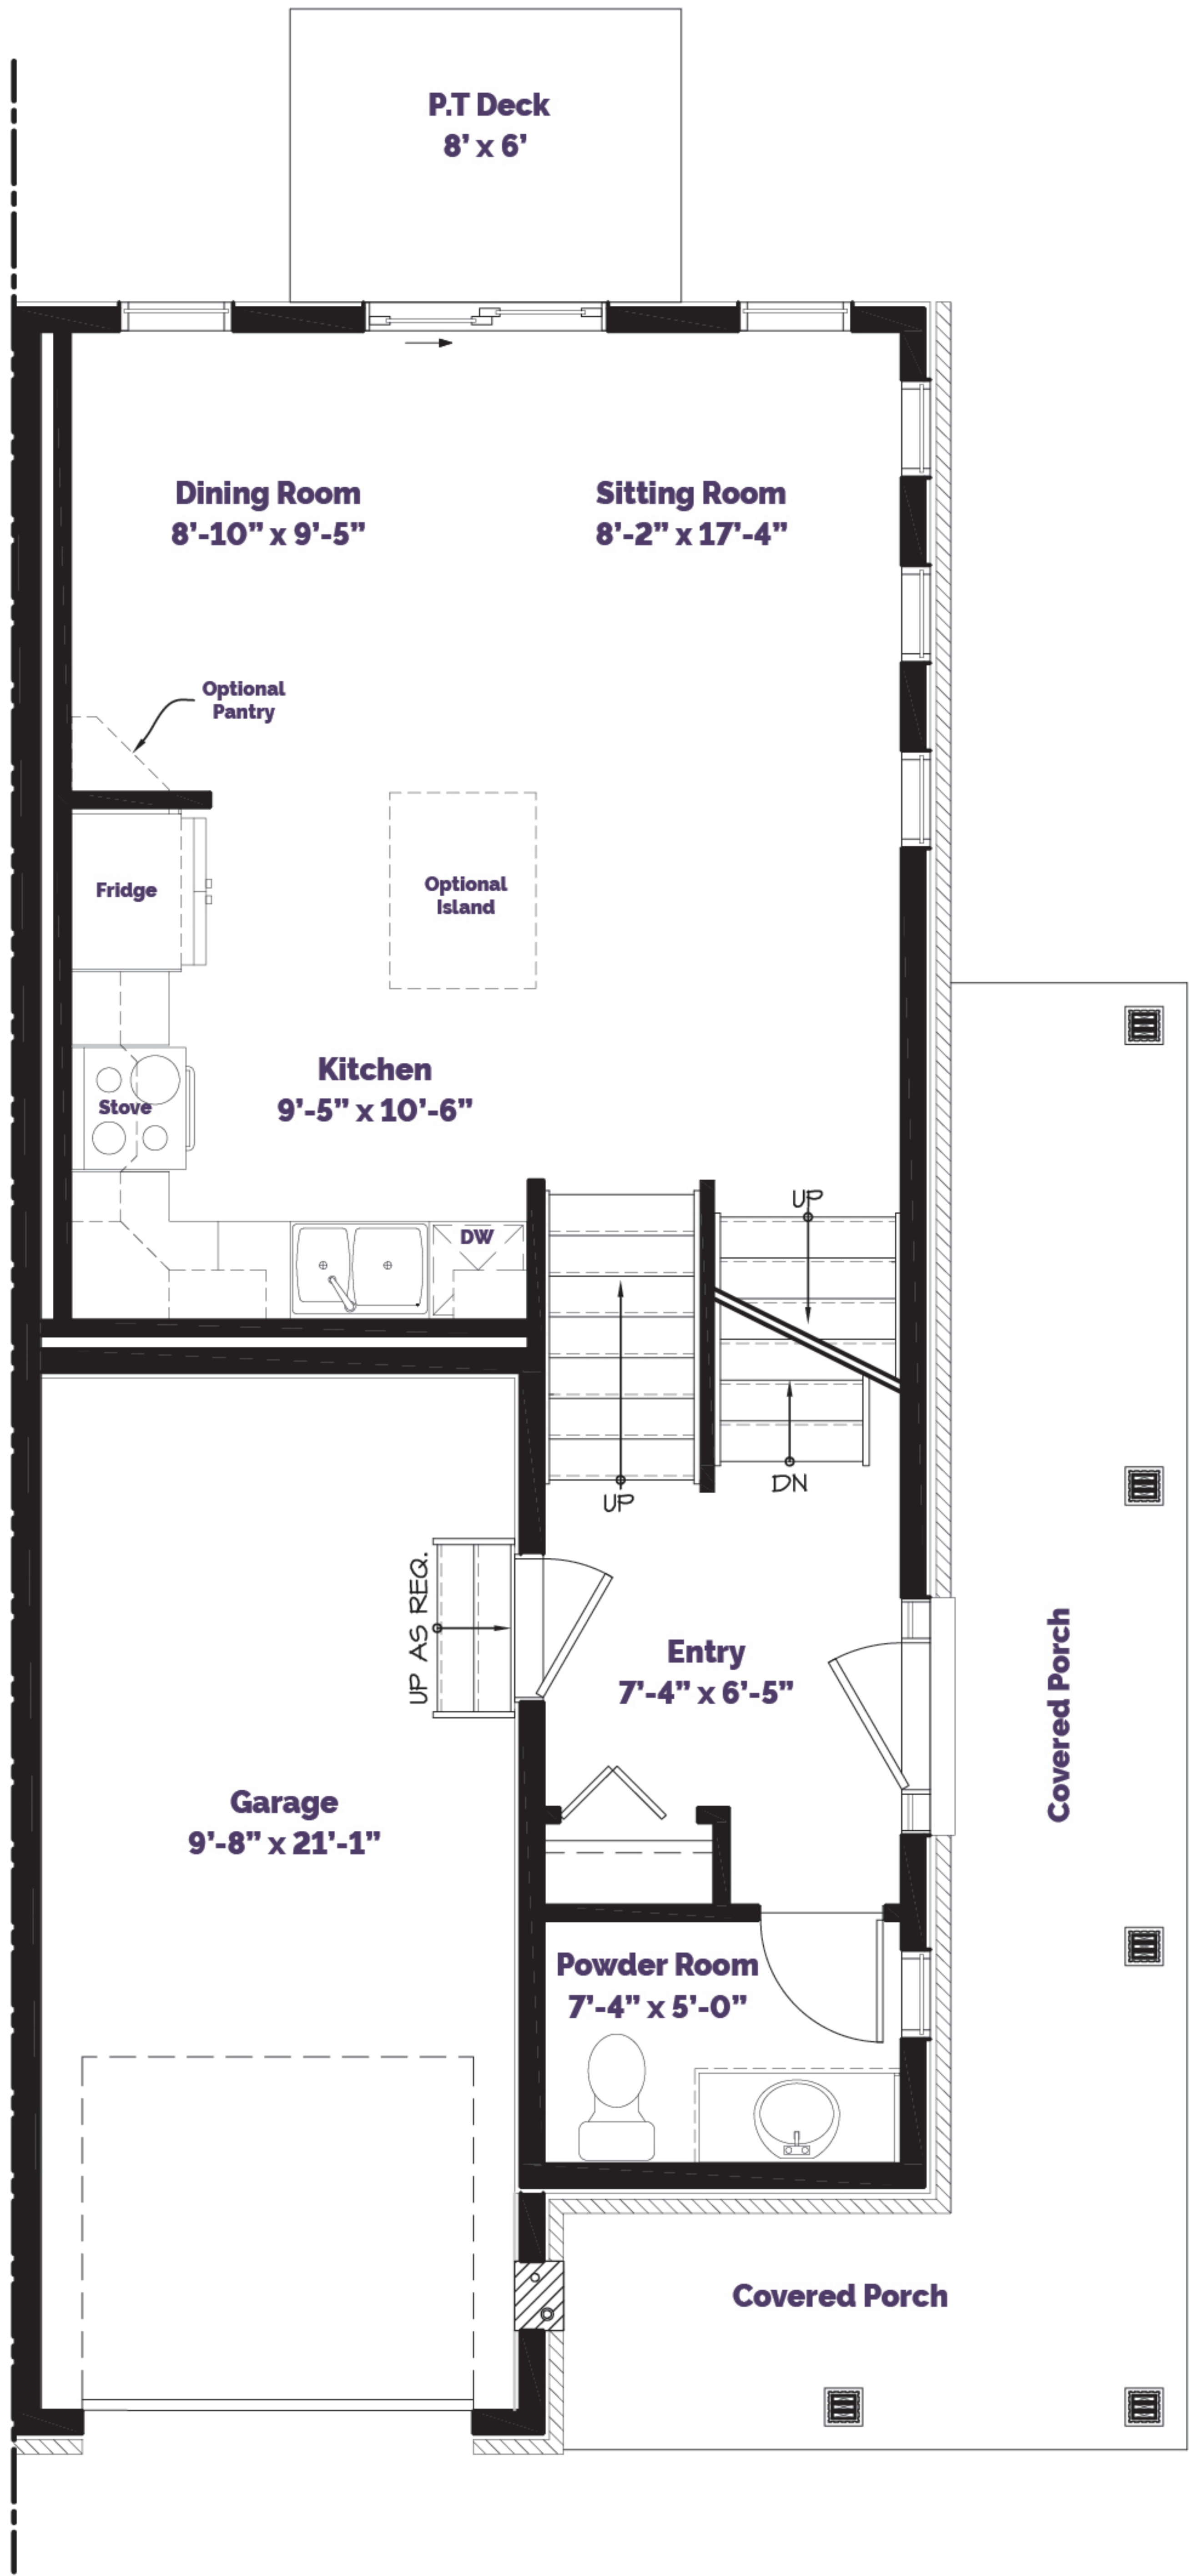 P.T Deck
8’ x 6’
Dining Room
8’-10” x 9’-5”
Sitting Room
8’-2” x 17’-4”
Optional
Pantry
Fridge
Optional
Island
Kitchen
9’-5” x 10’-6”
Stove
DW
UP
UP
DN
UP AS REQ.
Entry
7’-4” x 6’-5”
Covered Porch
Garage
9’-8” x 21’-1”
Powder Room
7’-4” x 5’-0”
Covered Porch